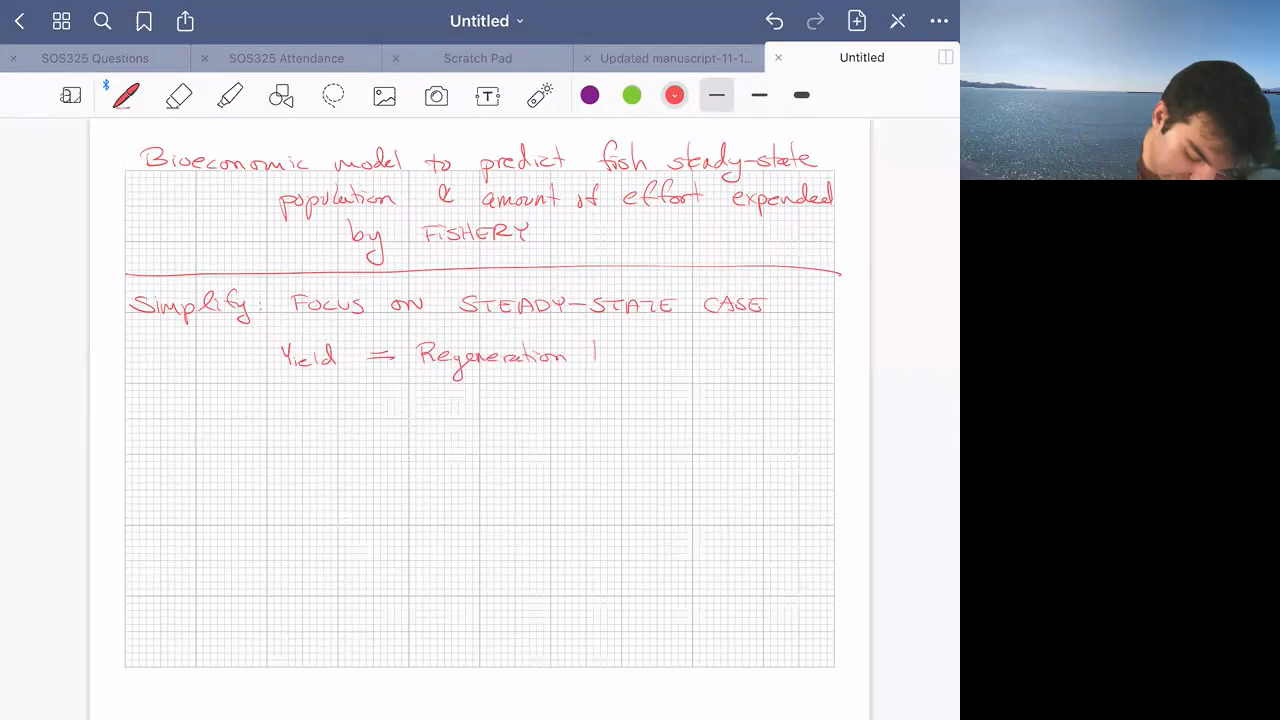 Untitled
SOS325 Questions
SOS325 Attendance
Scratch Pad
Updated manuscript-11-1...
Untitled
Bioeconomic model to predict fish steady-state
population & amount of effort expended
by FISHERY
Simplify: FOCUS ON STEADY-STATE CASE
Yield = Regeneration